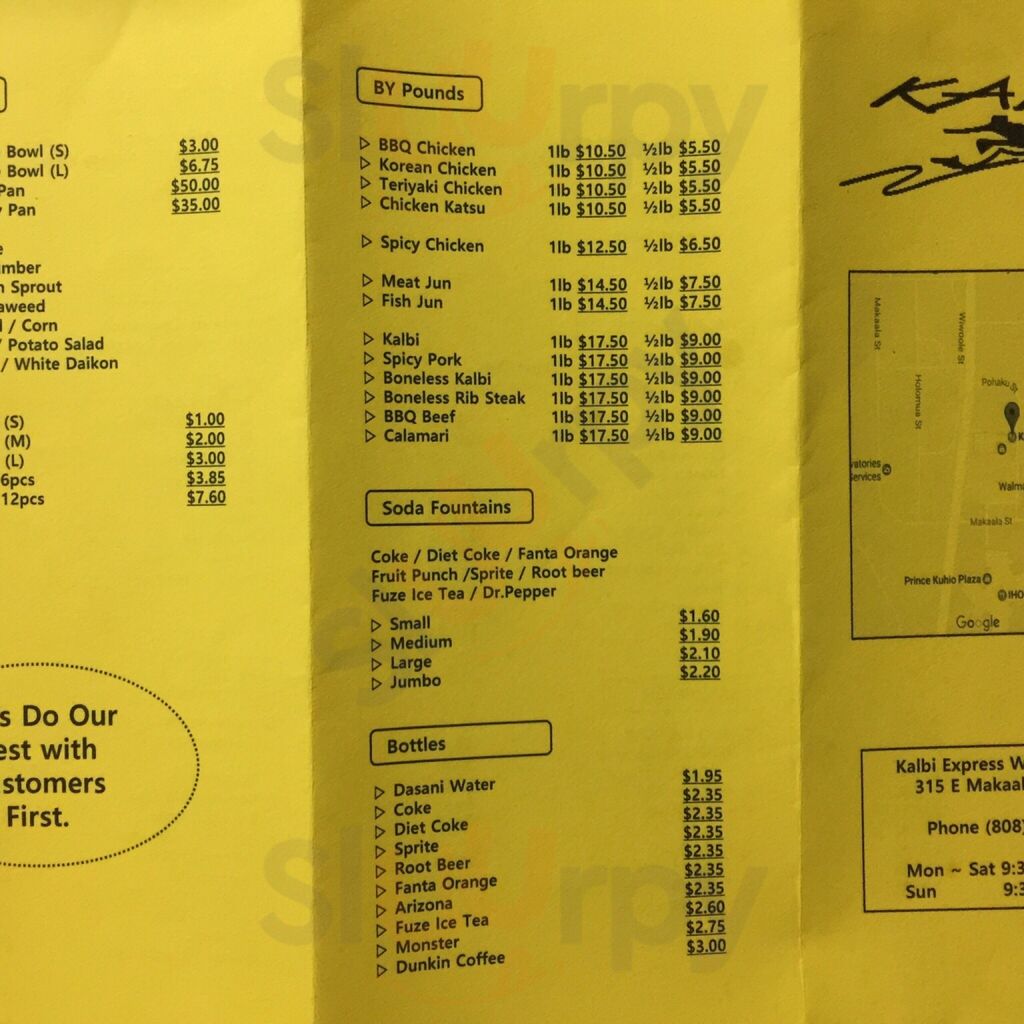 Bowl (S) $3.00
Bowl (L) $6.75
Pan $50.00
Pan $35.00
Sprout
/ Corn
/ Potato Salad
/ White Daikon
(S) $1.00
(M) $2.00
(L) $3.00
6pcs $3.85
12pcs $7.60
s Do Our
est with
stomers
First.
BY Pounds
BBQ Chicken 1lb $10.50 ½lb $5.50
Korean Chicken 1lb $10.50 ½lb $5.50
Teriyaki Chicken 1lb $10.50 ½lb $5.50
Chicken Katsu 1lb $10.50 ½lb $5.50
Spicy Chicken 1lb $12.50 ½lb $6.50
Meat Jun 1lb $14.50 ½lb $7.50
Fish Jun 1lb $14.50 ½lb $7.50
Kalbi 1lb $17.50 ½lb $9.00
Spicy Pork 1lb $17.50 ½lb $9.00
Boneless Kalbi 1lb $17.50 ½lb $9.00
Boneless Rib Steak 1lb $17.50 ½lb $9.00
BBQ Beef 1lb $17.50 ½lb $9.00
Calamari 1lb $17.50 ½lb $9.00
Soda Fountains
Coke / Diet Coke / Fanta Orange
Fruit Punch /Sprite / Root beer
Fuze Ice Tea / Dr.Pepper
Small $1.60
Medium $1.90
Large $2.10
Jumbo $2.20
Bottles
Dasani Water $1.95
Coke $2.35
Diet Coke $2.35
Sprite $2.35
Root Beer $2.35
Fanta Orange $2.35
Arizona $2.35
Fuze Ice Tea $2.60
Monster $2.75
Dunkin Coffee $3.00
KA
Makaala St
Wiwoole St
Holomua St
Pohaku
vatories
Services
Walma
Makaala St
Prince Kuhio Plaza
IHO
Google
Kalbi Express W
315 E Makaal
Phone (808)
Mon ~ Sat 9:3
Sun 9:3
Slurpy
Slurpy